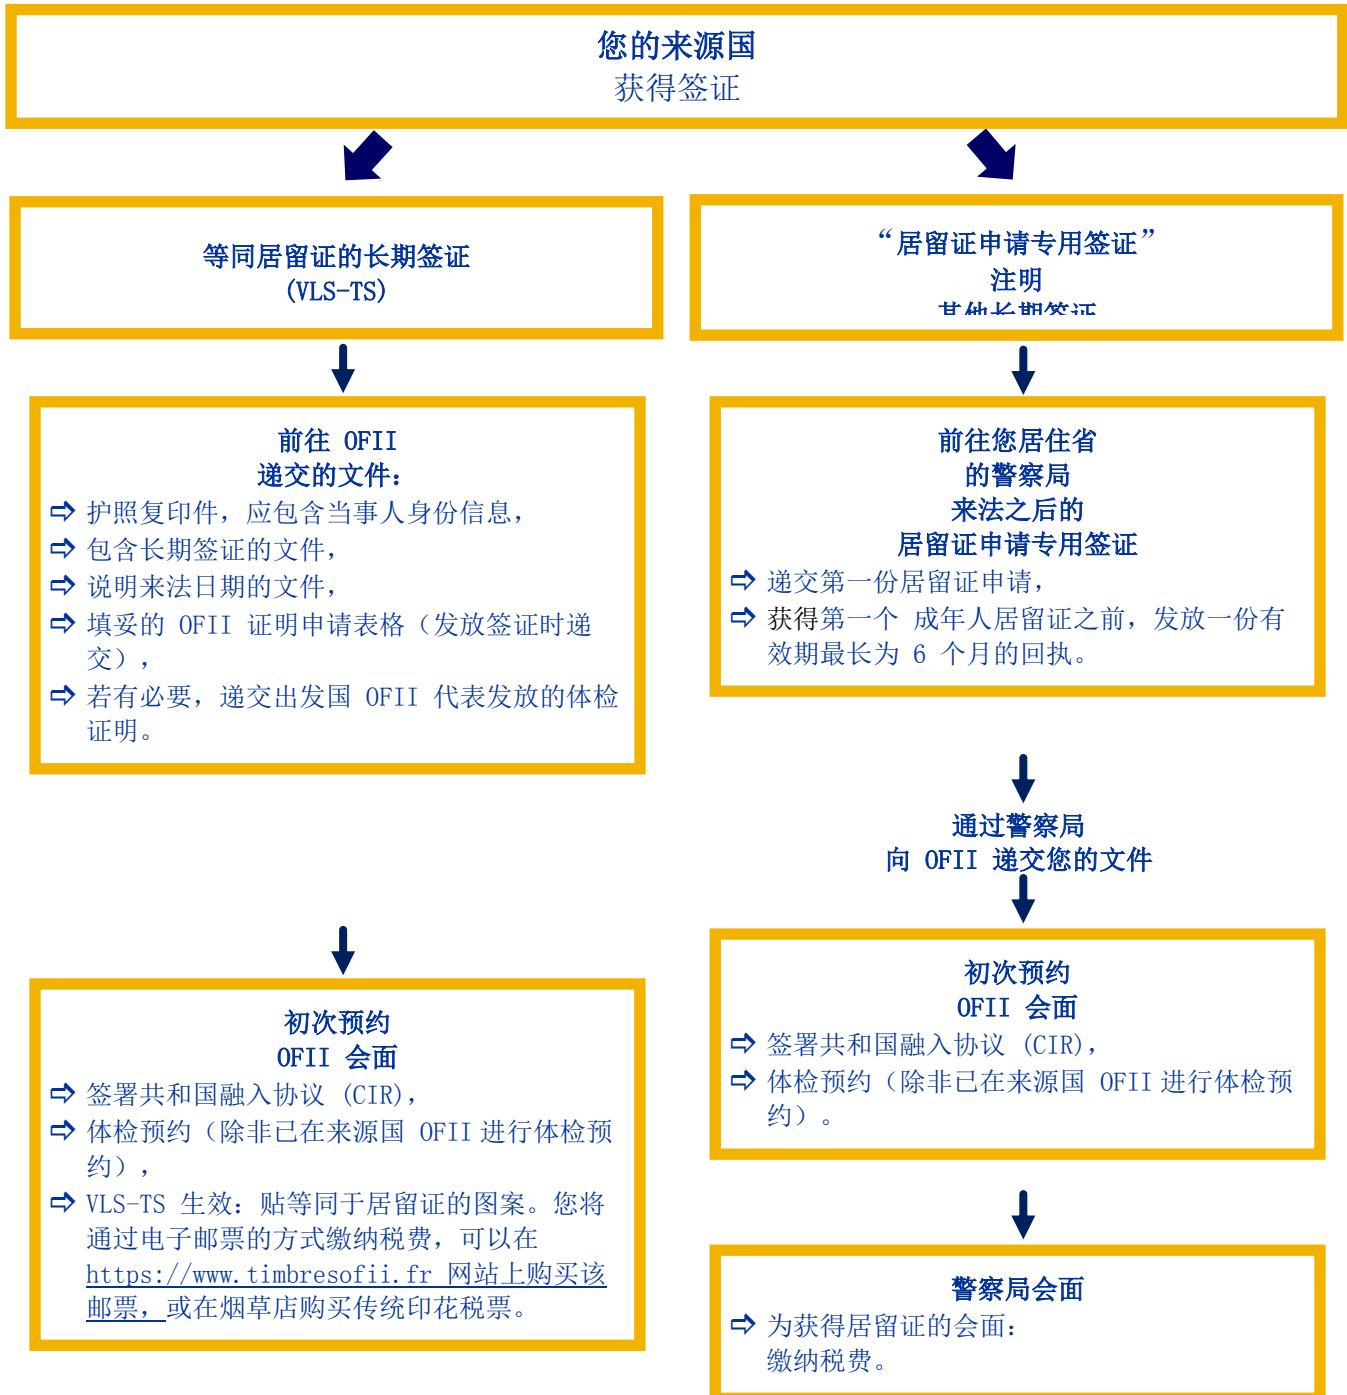 您的来源国
获得签证
等同居留证的长期签证
(VLS-TS)
前往 OFII
递交的文件：
⇨ 护照复印件，应包含当事人身份信息，
⇨ 包含长期签证的文件，
⇨ 说明来法日期的文件，
⇨ 填妥的 OFII 证明申请表格（发放签证时递
交），
⇨ 若有必要，递交出发国 OFII 代表发放的体检
证明。
初次预约
OFII 会面
⇨ 签署共和国融入协议 (CIR)，
⇨ 体检预约（除非已在来源国 OFII 进行体检预
约），
⇨ VLS-TS 生效：贴等同于居留证的图案。您将
通过电子邮票的方式缴纳税费，可以在
https://www.timbresofii.fr 网站上购买该
邮票，或在烟草店购买传统印花税票。
“居留证申请专用签证”
注明
其他长期签证
前往您居住省
的警察局
来法之后的
居留证申请专用签证
⇨ 递交第一份居留证申请，
⇨ 获得第一个 成年人居留证之前，发放一份有
效期最长为 6 个月的回执。
通过警察局
向 OFII 递交您的文件
初次预约
OFII 会面
⇨ 签署共和国融入协议 (CIR)，
⇨ 体检预约（除非已在来源国 OFII 进行体检预
约）。
警察局会面
⇨ 为获得居留证的会面：
缴纳税费。